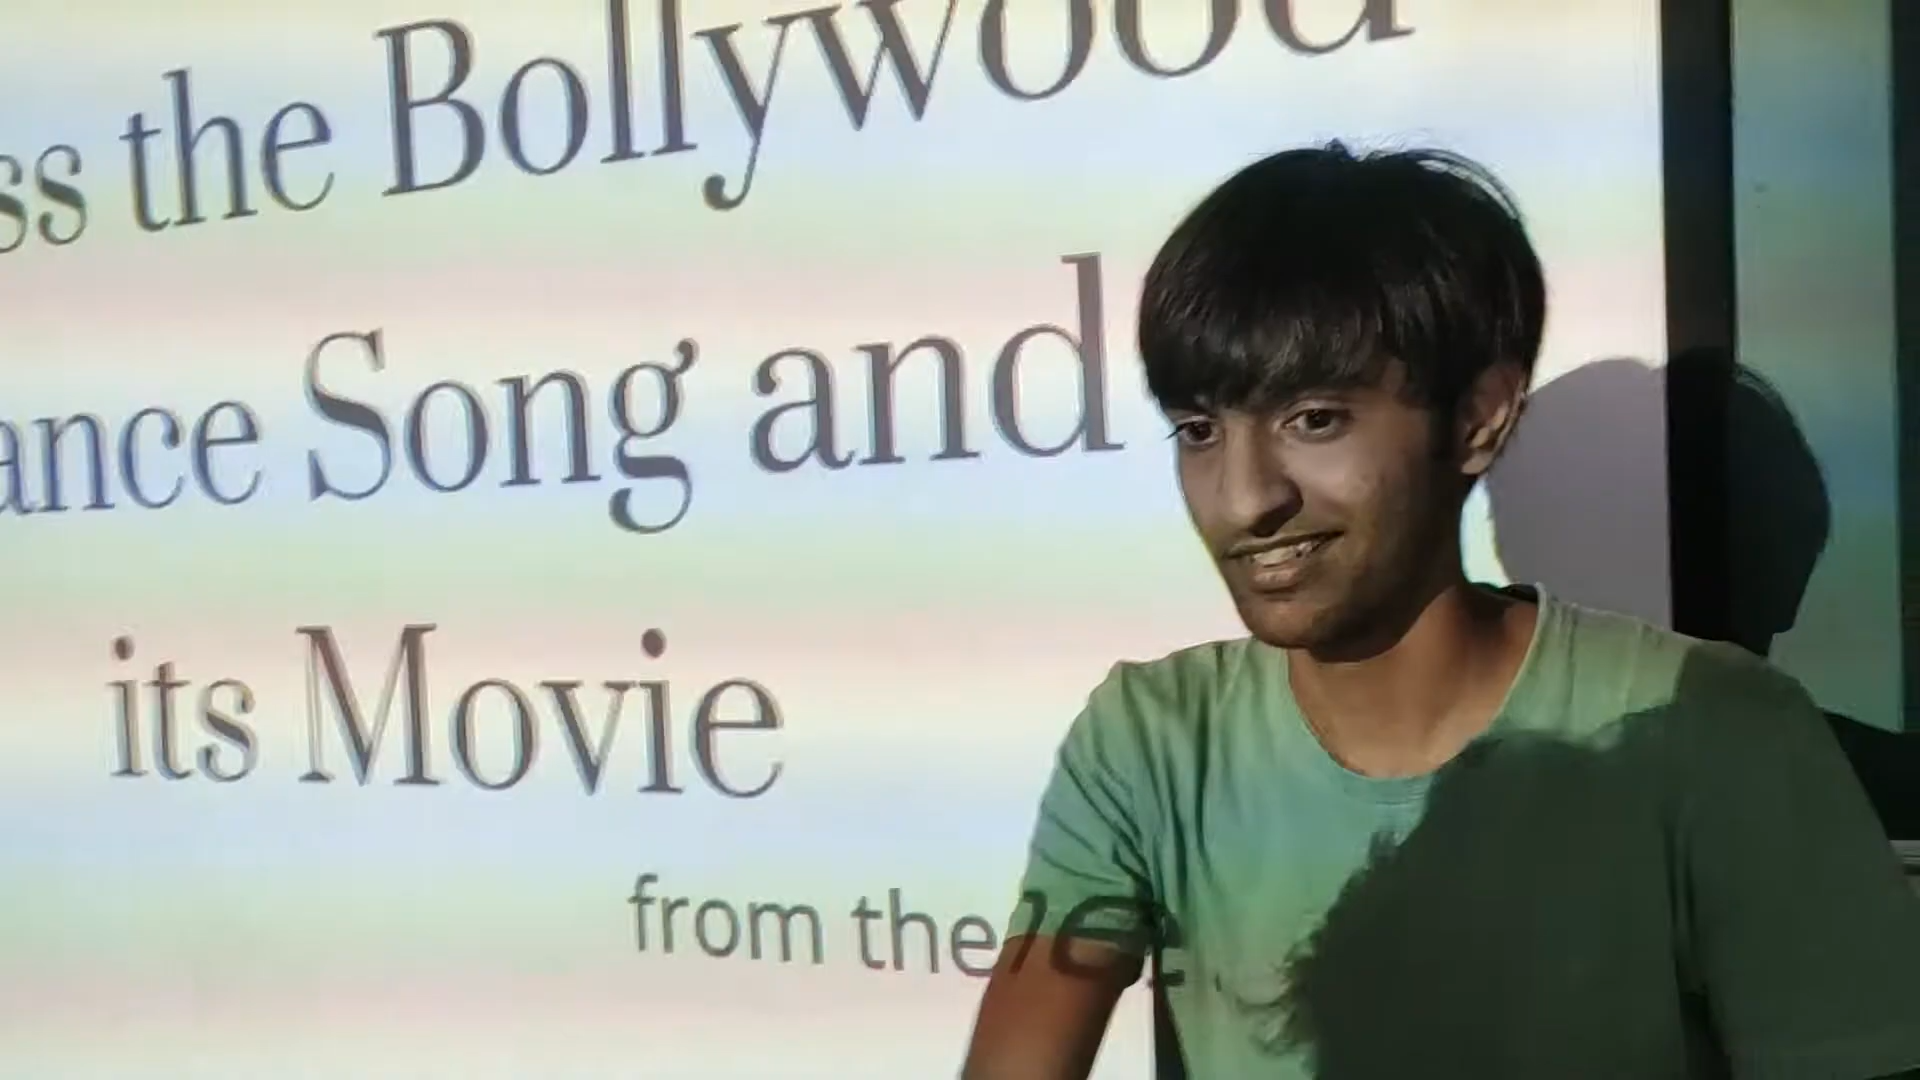 ss the Bollywood
ance Song and
its Movie
from the